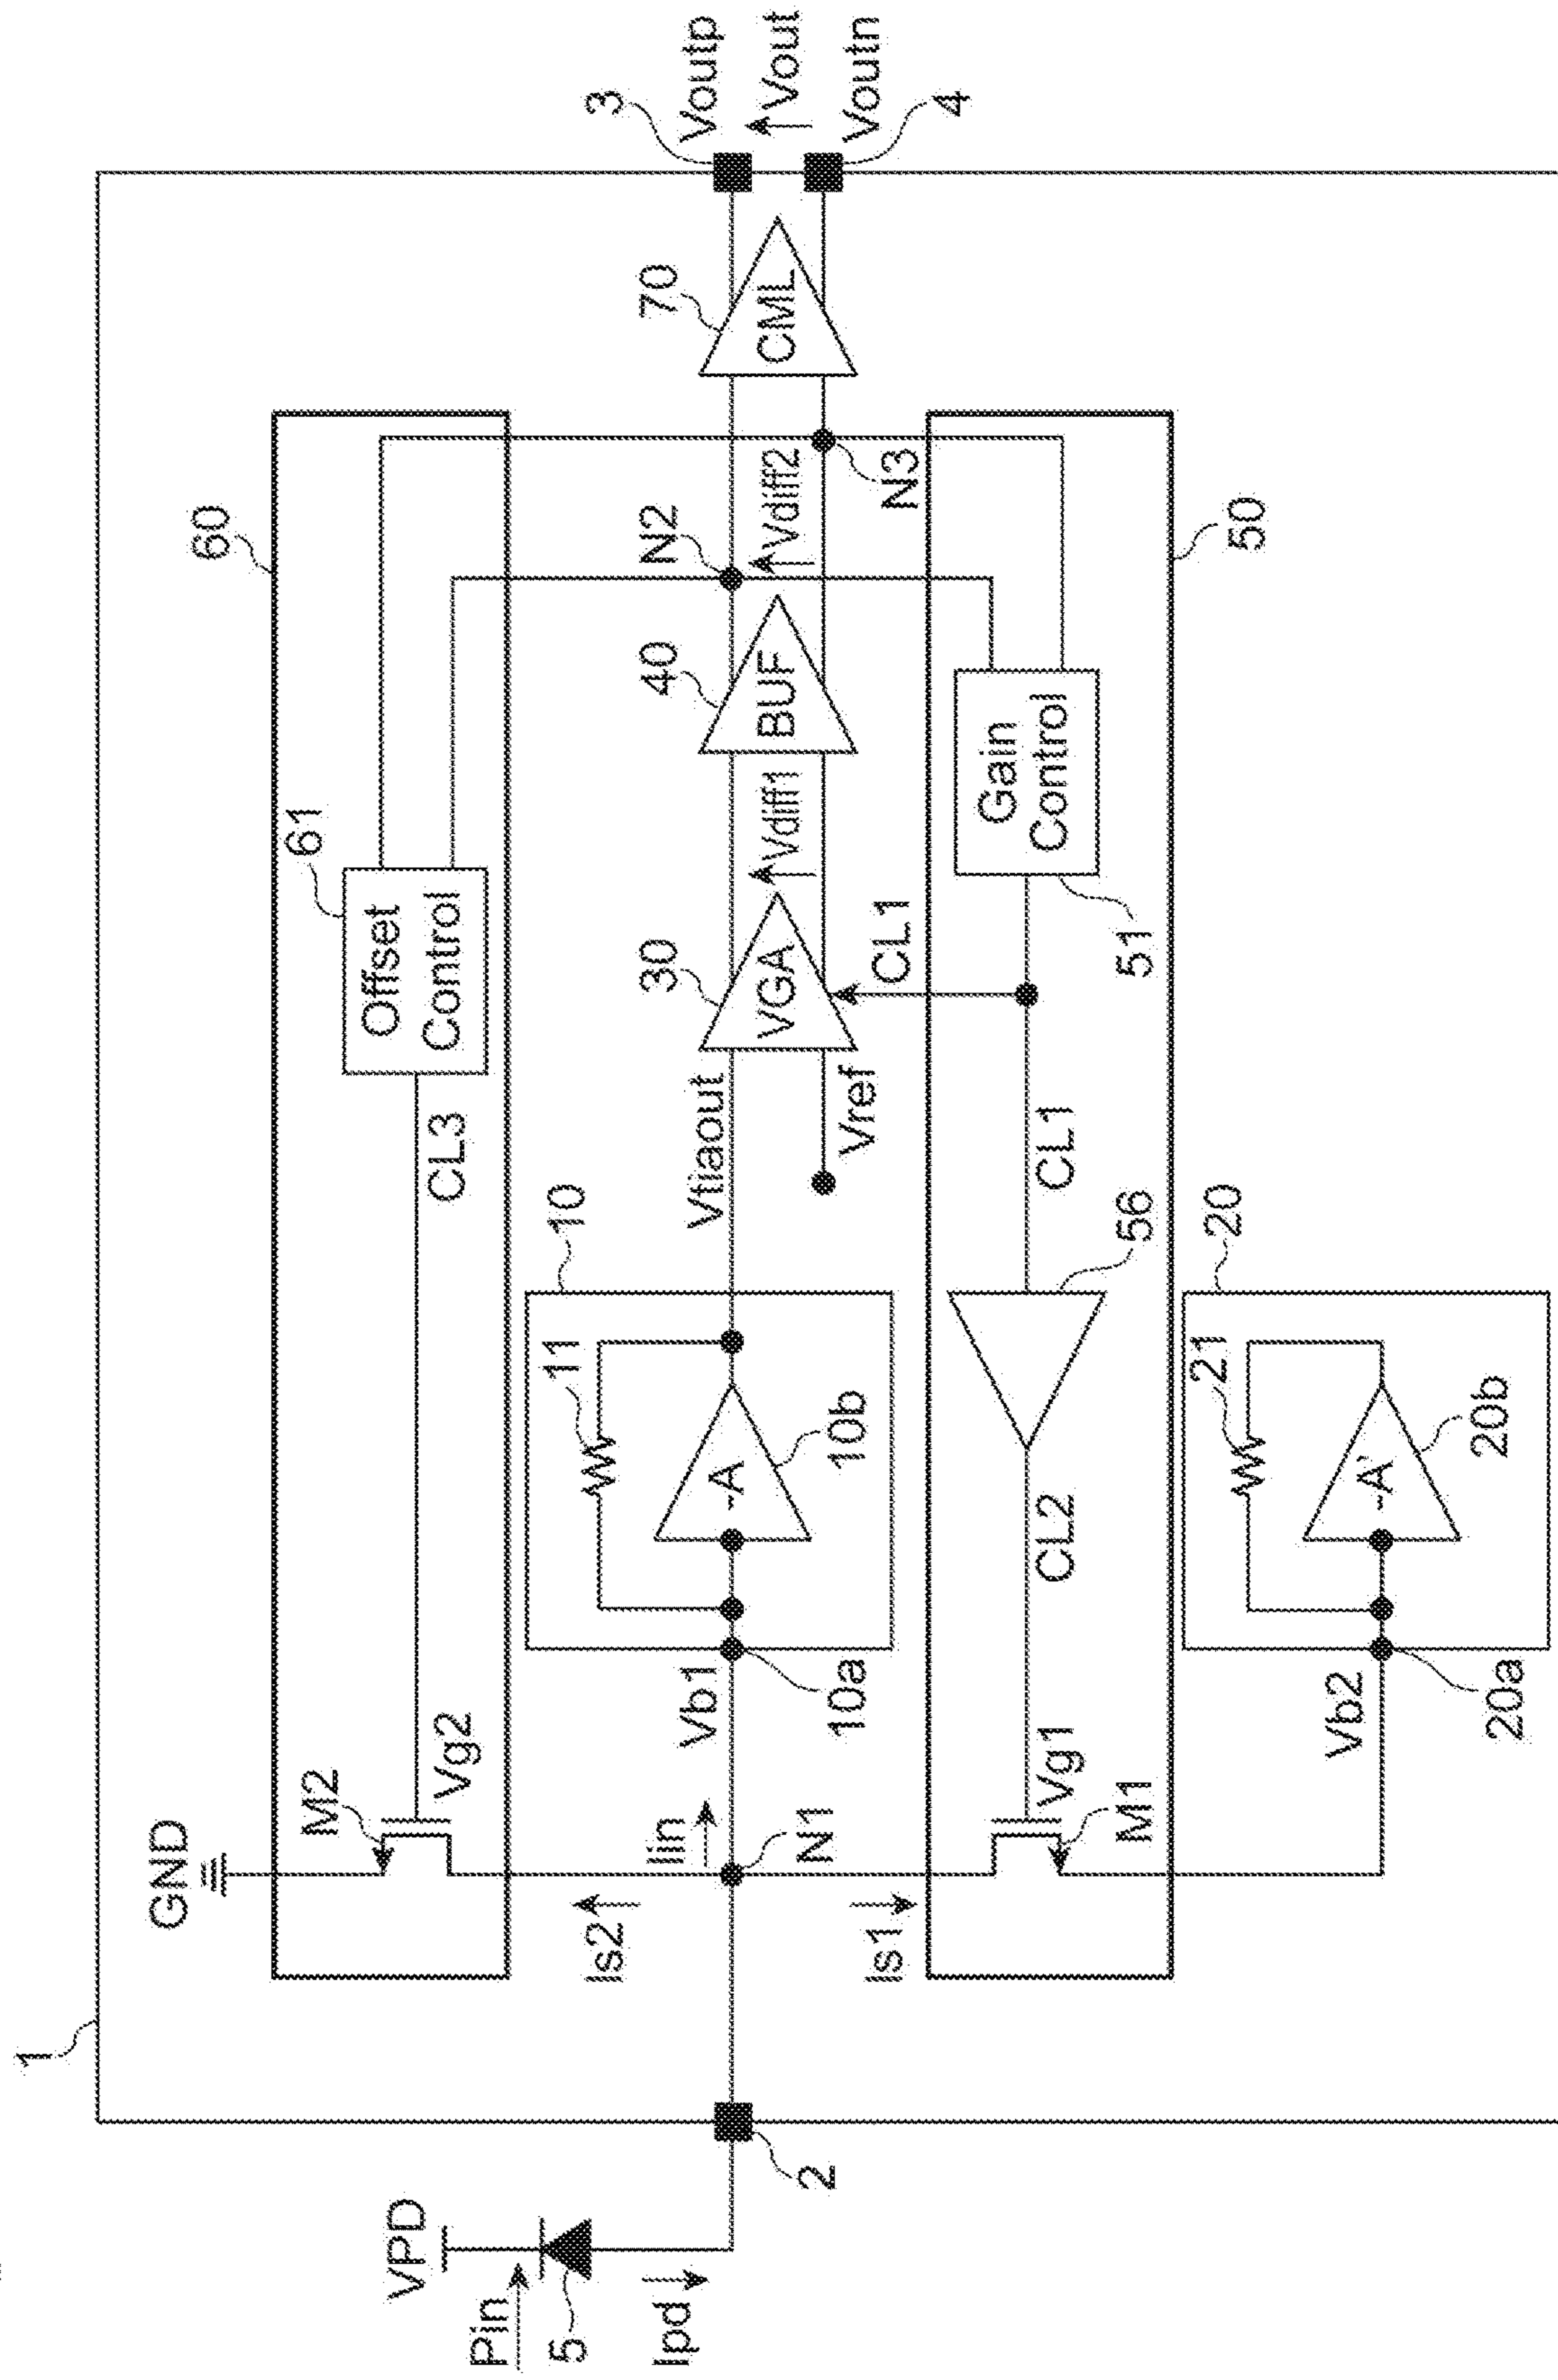 1
60
GND
M2
Vg2
CL3
61
Offset
Control
VPD
Pin
5
Ipd
2
Is2
Iin
N1
Is1
Vb1
10a
10
11
-A
10b
Vtiaout
Vref
30
VGA
Vdiff1
40
BUF
N2
Vdiff2
N3
70
CML
3
4
Voutp
Vout
Voutn
50
M1
Vg1
CL2
56
CL1
CL1
51
Gain
Control
Vb2
20a
20
21
-A'
20b